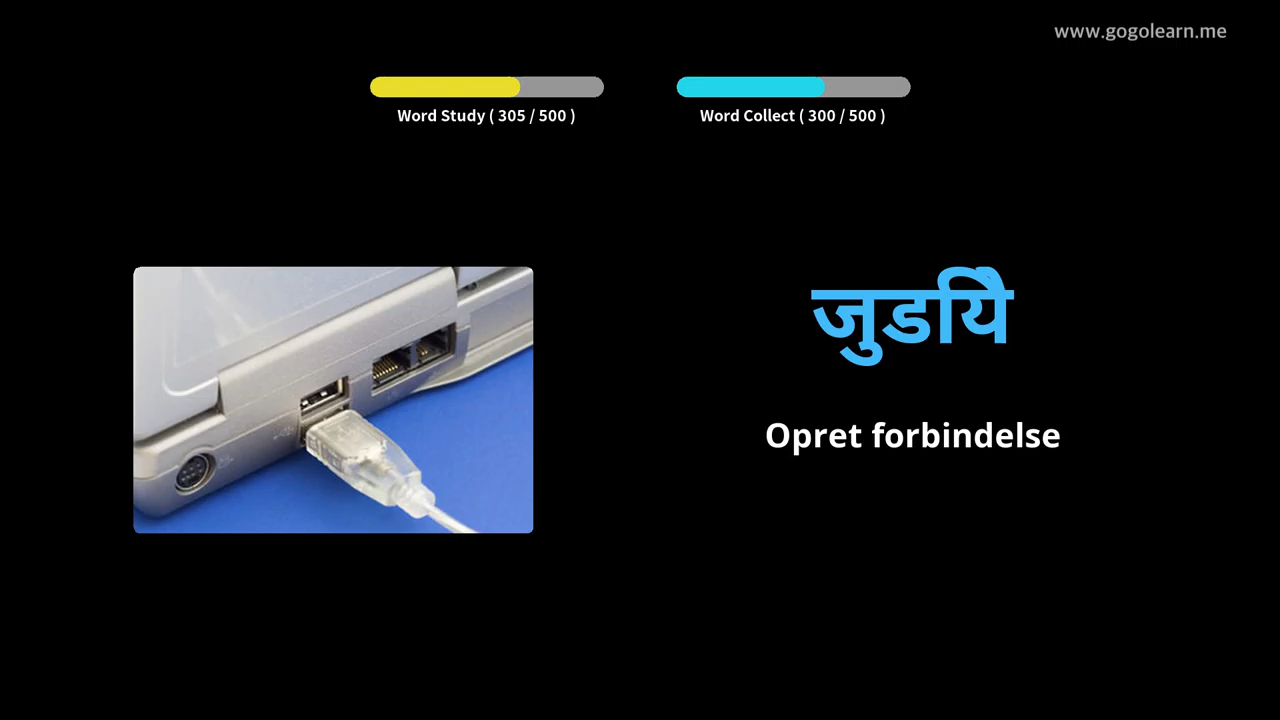 www.gogolearn.me
Word Study ( 305 / 500 )
Word Collect ( 300 / 500 )
जुडयिे
Opret forbindelse